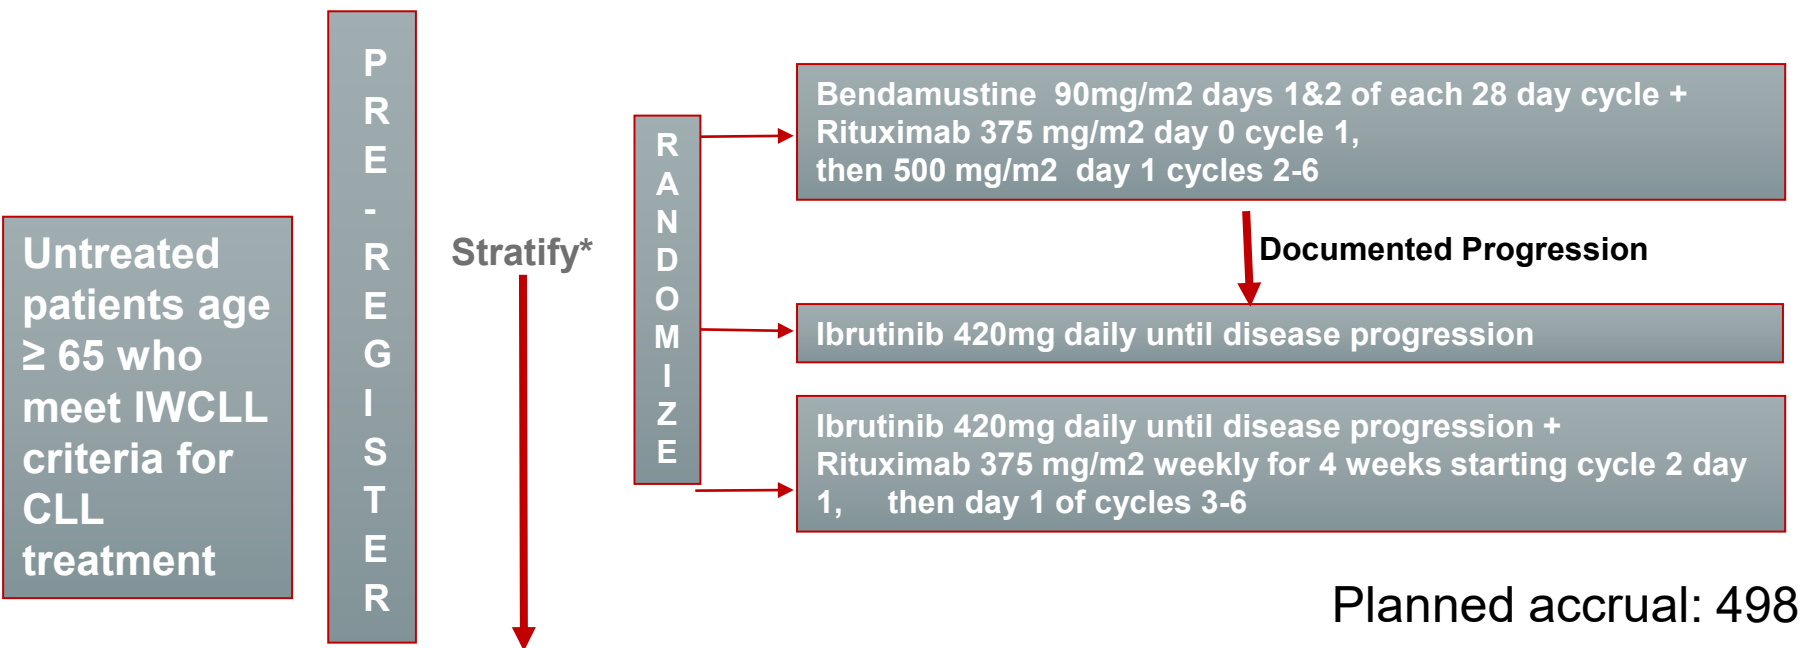 Untreated
patients age
≥ 65 who
meet IWCLL
criteria for
CLL
treatment
P
R
E
-
R
E
G
I
S
T
E
R
Stratify*
R
A
N
D
O
M
I
Z
E
Bendamustine 90mg/m2 days 1&2 of each 28 day cycle +
Rituximab 375 mg/m2 day 0 cycle 1,
then 500 mg/m2 day 1 cycles 2-6
Documented Progression
Ibrutinib 420mg daily until disease progression
Ibrutinib 420mg daily until disease progression +
Rituximab 375 mg/m2 weekly for 4 weeks starting cycle 2 day
1, then day 1 of cycles 3-6
Planned accrual: 498